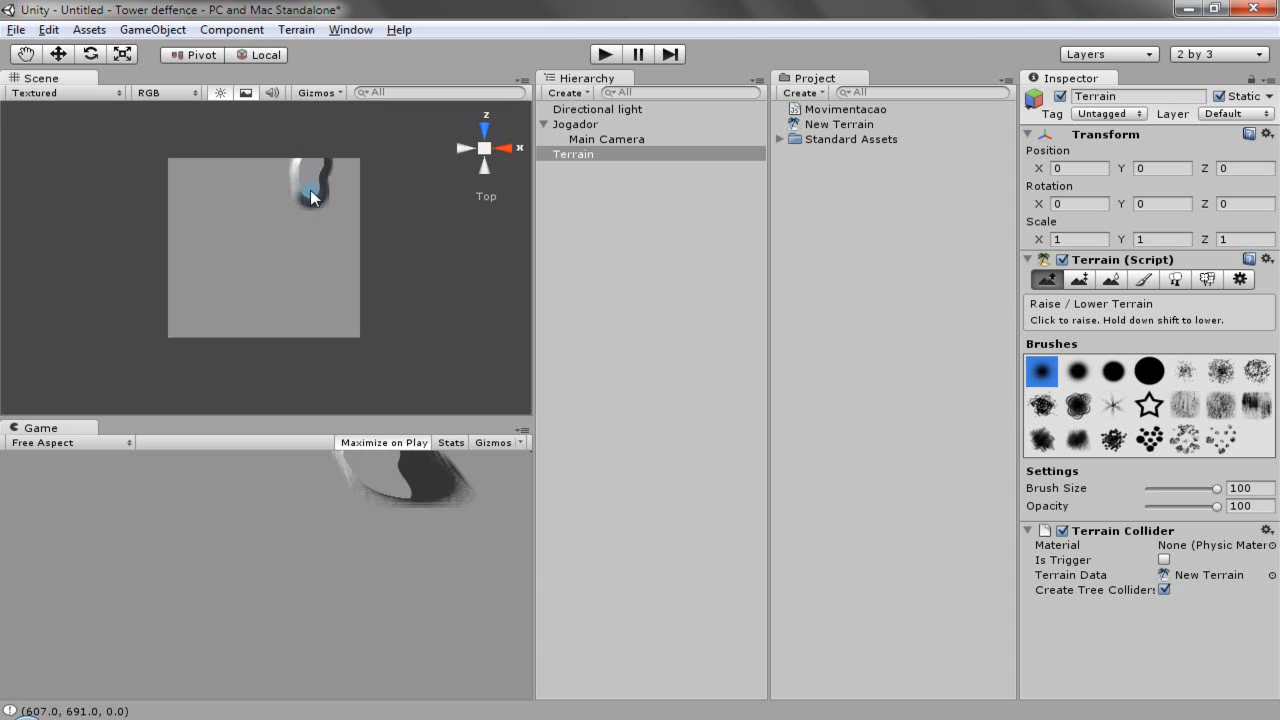 Unity - Untitled - Tower deffence - PC and Mac Standalone*
File Edit Assets GameObject Component Terrain Window Help
Pivot Local Layers 2 by 3
Scene
Textured RGB Gizmos All
z
x
Top
Game
Free Aspect Maximize on Play Stats Gizmos
Hierarchy
Create All
Directional light
Jogador
Main Camera
Terrain
Project
Create All
Movimentacao
New Terrain
Standard Assets
Inspector
Terrain Static
Tag Untagged Layer Default
Transform
Position
X 0 Y 0 Z 0
Rotation
X 0 Y 0 Z 0
Scale
X 1 Y 1 Z 1
Terrain (Script)
Raise / Lower Terrain
Click to raise. Hold down shift to lower.
Brushes
Settings
Brush Size 100
Opacity 100
Terrain Collider
Material None (Physic Mater
Is Trigger
Terrain Data New Terrain
Create Tree Colliders
(607.0, 691.0, 0.0)